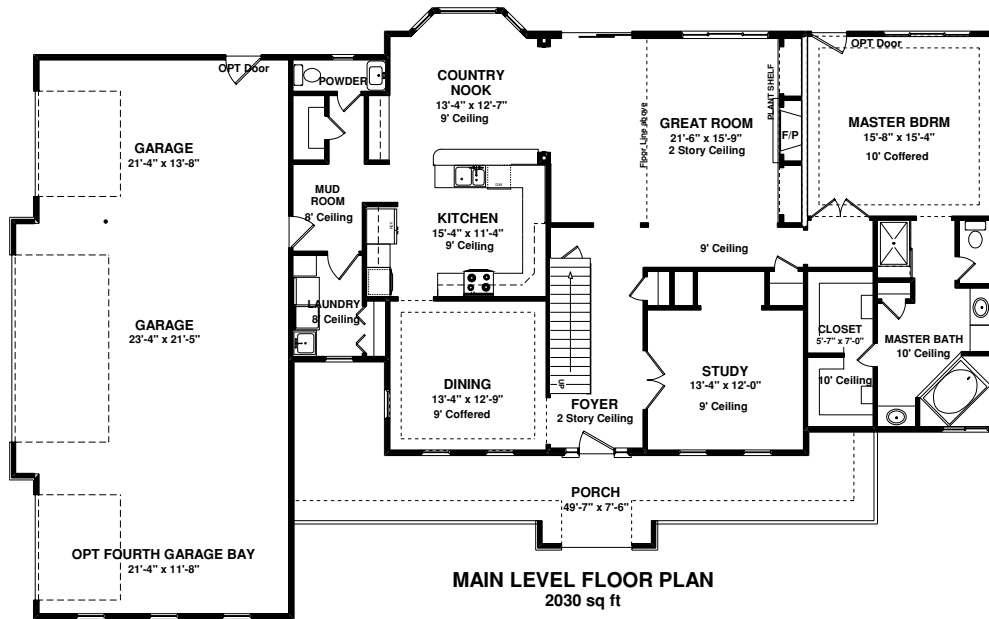 OPT Door
POWDER
COUNTRY
NOOK
13'-4" x 12'-7"
9' Ceiling
Floor Line above
GREAT ROOM
21'-6" x 15'-9"
2 Story Ceiling
PLANT SHELF
F/P
OPT Door
MASTER BDRM
15'-8" x 15'-4"
10' Coffered
GARAGE
21'-4" x 13'-8"
MUD
ROOM
8' Ceiling
DW
REF
KITCHEN
15'-4" x 11'-4"
9' Ceiling
9' Ceiling
GARAGE
23'-4" x 21'-5"
LAUNDRY
8' Ceiling
CLOSET
5'-7" x 7'-0"
10' Ceiling
MASTER BATH
10' Ceiling
DINING
13'-4" x 12'-9"
9' Coffered
UP
FOYER
2 Story Ceiling
STUDY
13'-4" x 12'-0"
9' Ceiling
PORCH
49'-7" x 7'-6"
OPT FOURTH GARAGE BAY
21'-4" x 11'-8"
MAIN LEVEL FLOOR PLAN
2030 sq ft